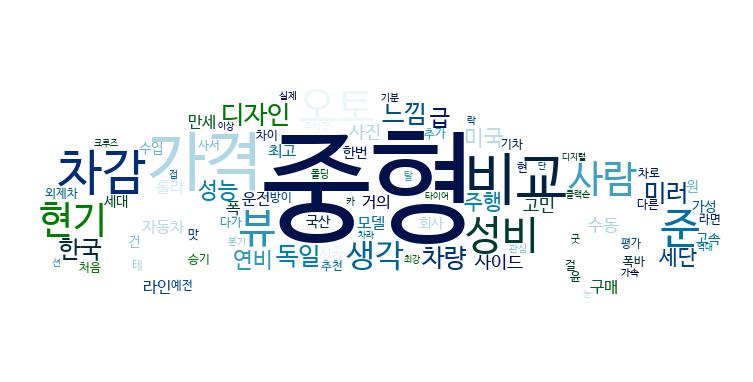 실제
기분
오토
디자인
느낌
급
락
만세
이상
사진
추가
미국
크루즈
수입
사서
차이
한번
기차
최고
디지털
차감
가격
중형
비교
사람
점
폴딩
탈
현
단
차로
외제차
세대
성능
운전
방이
카
거의
타이어
주행
고민
플랙슨
미러
원
다른
가성
현기
폭
뷰
국산
모델
회사
성비
수동
준
라면
자동차
다가
고속
한국
건
맛
본기
차라
관심
굿
평가
연비
독일
생각
차량
사이드
세단
션
처음
테
승기
추천
최강
걸
윤
폭바
가속
라인
예전
구매
눈